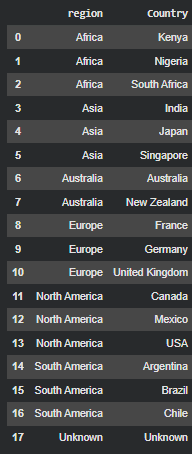 region Country
0 Africa Kenya
1 Africa Nigeria
2 Africa South Africa
3 Asia India
4 Asia Japan
5 Asia Singapore
6 Australia Australia
7 Australia New Zealand
8 Europe France
9 Europe Germany
10 Europe United Kingdom
11 North America Canada
12 North America Mexico
13 North America USA
14 South America Argentina
15 South America Brazil
16 South America Chile
17 Unknown Unknown